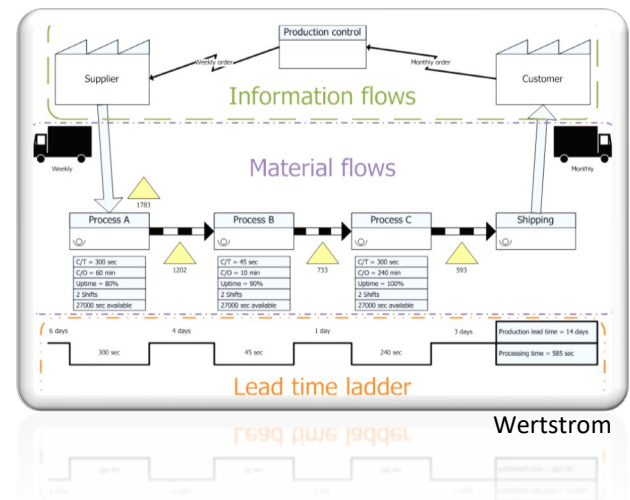 Production control
Weekly order
Monthly order
Supplier
Customer
Information flows
Weekly
Material flows
Monthly
1783
Process A
Process B
Process C
Shipping
1202
733
593
C/T = 300 sec
C/O = 60 min
Uptime = 80%
2 Shifts
27000 sec available
C/T = 45 sec
C/O = 10 min
Uptime = 90%
2 Shifts
27000 sec available
C/T = 300 sec
C/O = 240 min
Uptime = 100%
2 Shifts
27000 sec available
6 days
4 days
1 day
3 days
Production lead time = 14 days
300 sec
45 sec
240 sec
Processing time = 585 sec
Lead time ladder
Wertstrom